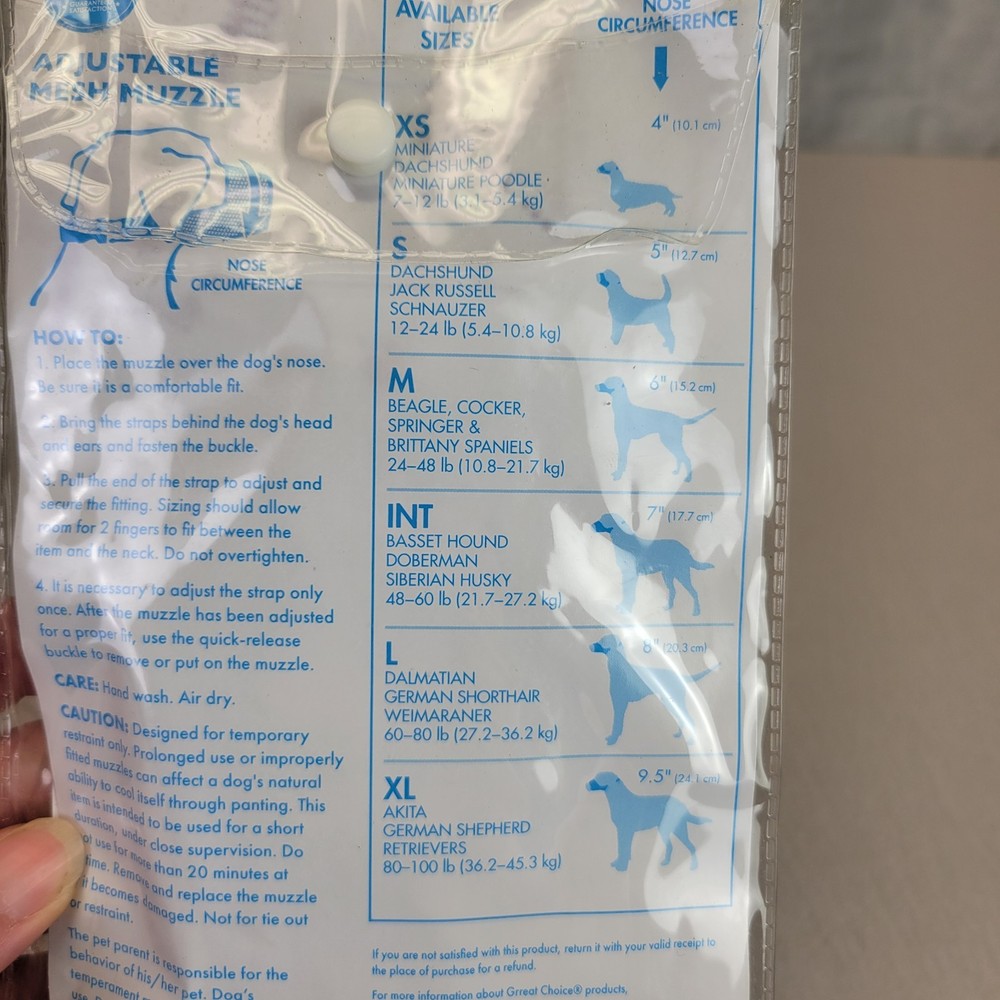 GUARANTEED
SATISFACTION
ADJUSTABLE
MESH MUZZLE
NOSE
CIRCUMFERENCE
HOW TO:
1. Place the muzzle over the dog's nose.
Be sure it is a comfortable fit.
2. Bring the straps behind the dog's head
and ears and fasten the buckle.
3. Pull the end of the strap to adjust and
secure the fitting. Sizing should allow
room for 2 fingers to fit between the
item and the neck. Do not overtighten.
4. It is necessary to adjust the strap only
once. After the muzzle has been adjusted
for a proper fit, use the quick-release
buckle to remove or put on the muzzle.
CARE: Hand wash. Air dry.
CAUTION: Designed for temporary
restraint only. Prolonged use or improperly
fitted muzzles can affect a dog's natural
ability to cool itself through panting. This
item is intended to be used for a short
duration, under close supervision. Do
not use for more than 20 minutes at
time. Remove and replace the muzzle
it becomes damaged. Not for tie out
or restraint.
The pet parent is responsible for the
behavior of his/her pet. Dog's
temperament
AVAILABLE
SIZES
NOSE
CIRCUMFERENCE
XS
4" (10.1 cm)
MINIATURE
DACHSHUND
MINIATURE POODLE
7–12 lb (3.1–5.4 kg)
S
5" (12.7 cm)
DACHSHUND
JACK RUSSELL
SCHNAUZER
12–24 lb (5.4–10.8 kg)
M
6" (15.2 cm)
BEAGLE, COCKER,
SPRINGER &
BRITTANY SPANIELS
24–48 lb (10.8–21.7 kg)
INT
7" (17.7 cm)
BASSET HOUND
DOBERMAN
SIBERIAN HUSKY
48–60 lb (21.7–27.2 kg)
L
8" (20.3 cm)
DALMATIAN
GERMAN SHORTHAIR
WEIMARANER
60–80 lb (27.2–36.2 kg)
XL
9.5" (24.1 cm)
AKITA
GERMAN SHEPHERD
RETRIEVERS
80–100 lb (36.2–45.3 kg)
If you are not satisfied with this product, return it with your valid receipt to
the place of purchase for a refund.
For more information about Grreat Choice® products,